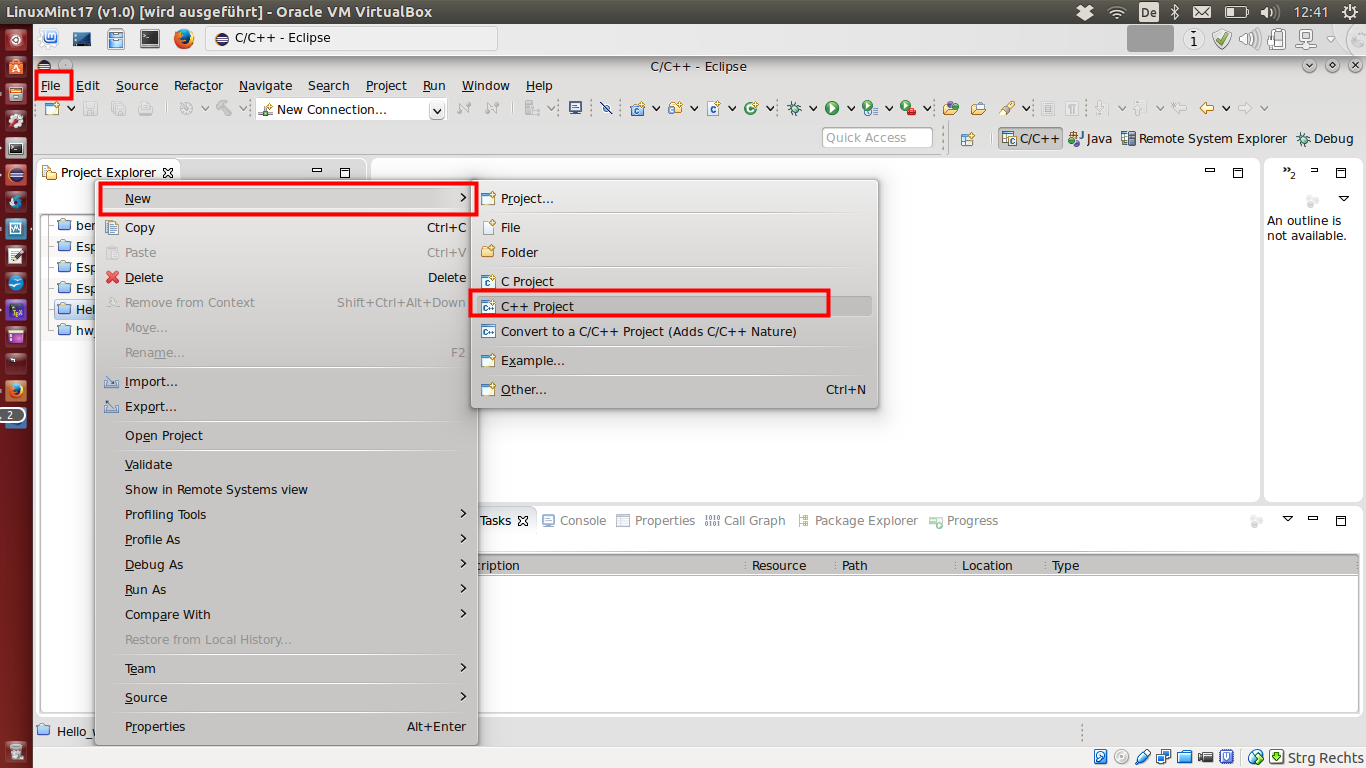 LinuxMint17 (v1.0) [wird ausgeführt] - Oracle VM VirtualBox
De
12:41
C/C++ - Eclipse
C/C++ - Eclipse
File Edit Source Refactor Navigate Search Project Run Window Help
New Connection...
Quick Access
C/C++ Java Remote System Explorer Debug
Project Explorer
2
An outline is
not available.
ber
Esp
Esp
Esp
Hel
hw_
New
Copy Ctrl+C
Paste Ctrl+V
Delete Delete
Remove from Context Shift+Ctrl+Alt+Down
Move...
Rename... F2
Import...
Export...
Open Project
Validate
Show in Remote Systems view
Profiling Tools
Profile As
Debug As
Run As
Compare With
Restore from Local History...
Team
Source
Properties Alt+Enter
Project...
File
Folder
C Project
C++ Project
Convert to a C/C++ Project (Adds C/C++ Nature)
Example...
Other... Ctrl+N
2
Tasks Console Properties Call Graph Package Explorer Progress
cription Resource Path Location Type
Hello_w
Strg Rechts